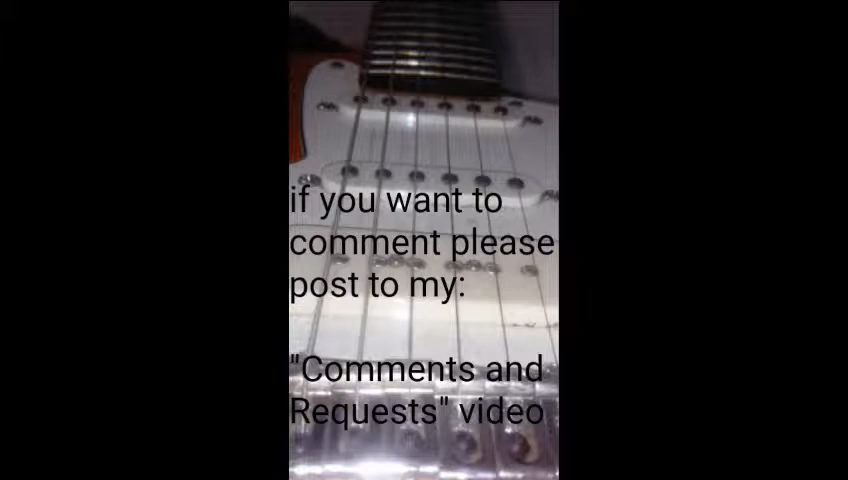 if you want to
comment please
post to my:
"Comments and
Requests" video